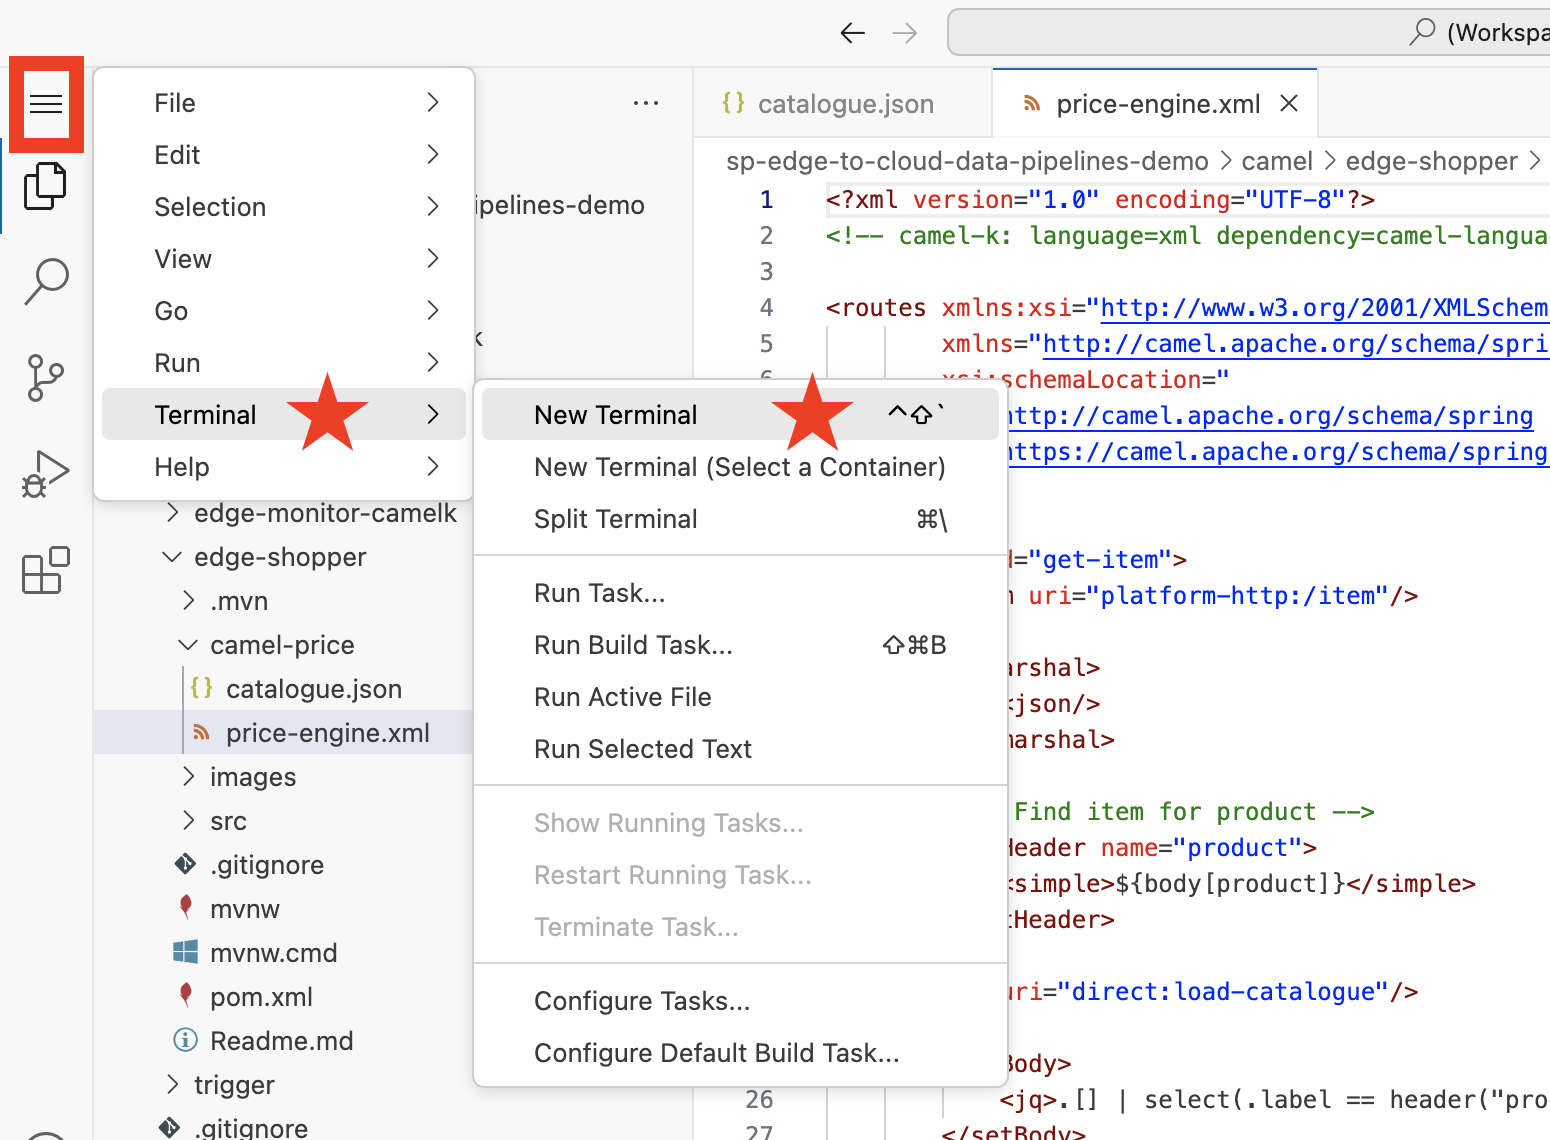 (Workspa
File
Edit
Selection
View
Go
Run
Terminal
Help
ipelines-demo
edge-monitor-camelk
edge-shopper
.mvn
camel-price
catalogue.json
price-engine.xml
images
src
.gitignore
mvnw
mvnw.cmd
pom.xml
Readme.md
trigger
.gitignore
New Terminal ^⇧`
New Terminal (Select a Container)
Split Terminal ⌘\
Run Task...
Run Build Task... ⇧⌘B
Run Active File
Run Selected Text
Show Running Tasks...
Restart Running Task...
Terminate Task...
Configure Tasks...
Configure Default Build Task...
{} catalogue.json price-engine.xml
sp-edge-to-cloud-data-pipelines-demo > camel > edge-shopper >
1 <?xml version="1.0" encoding="UTF-8"?>
2 <!-- camel-k: language=xml dependency=camel-langua
3
4 <routes xmlns:xsi="http://www.w3.org/2001/XMLSchem
5 xmlns="http://camel.apache.org/schema/spri
6 xsi:schemaLocation="
http://camel.apache.org/schema/spring
https://camel.apache.org/schema/spring
d="get-item">
uri="platform-http:/item"/>
arshal>
<json/>
marshal>
Find item for product -->
Header name="product">
<simple>${body[product]}</simple>
tHeader>
uri="direct:load-catalogue"/>
Body>
26 <jq>.[] | select(.label == header("pro
27 </setBody>